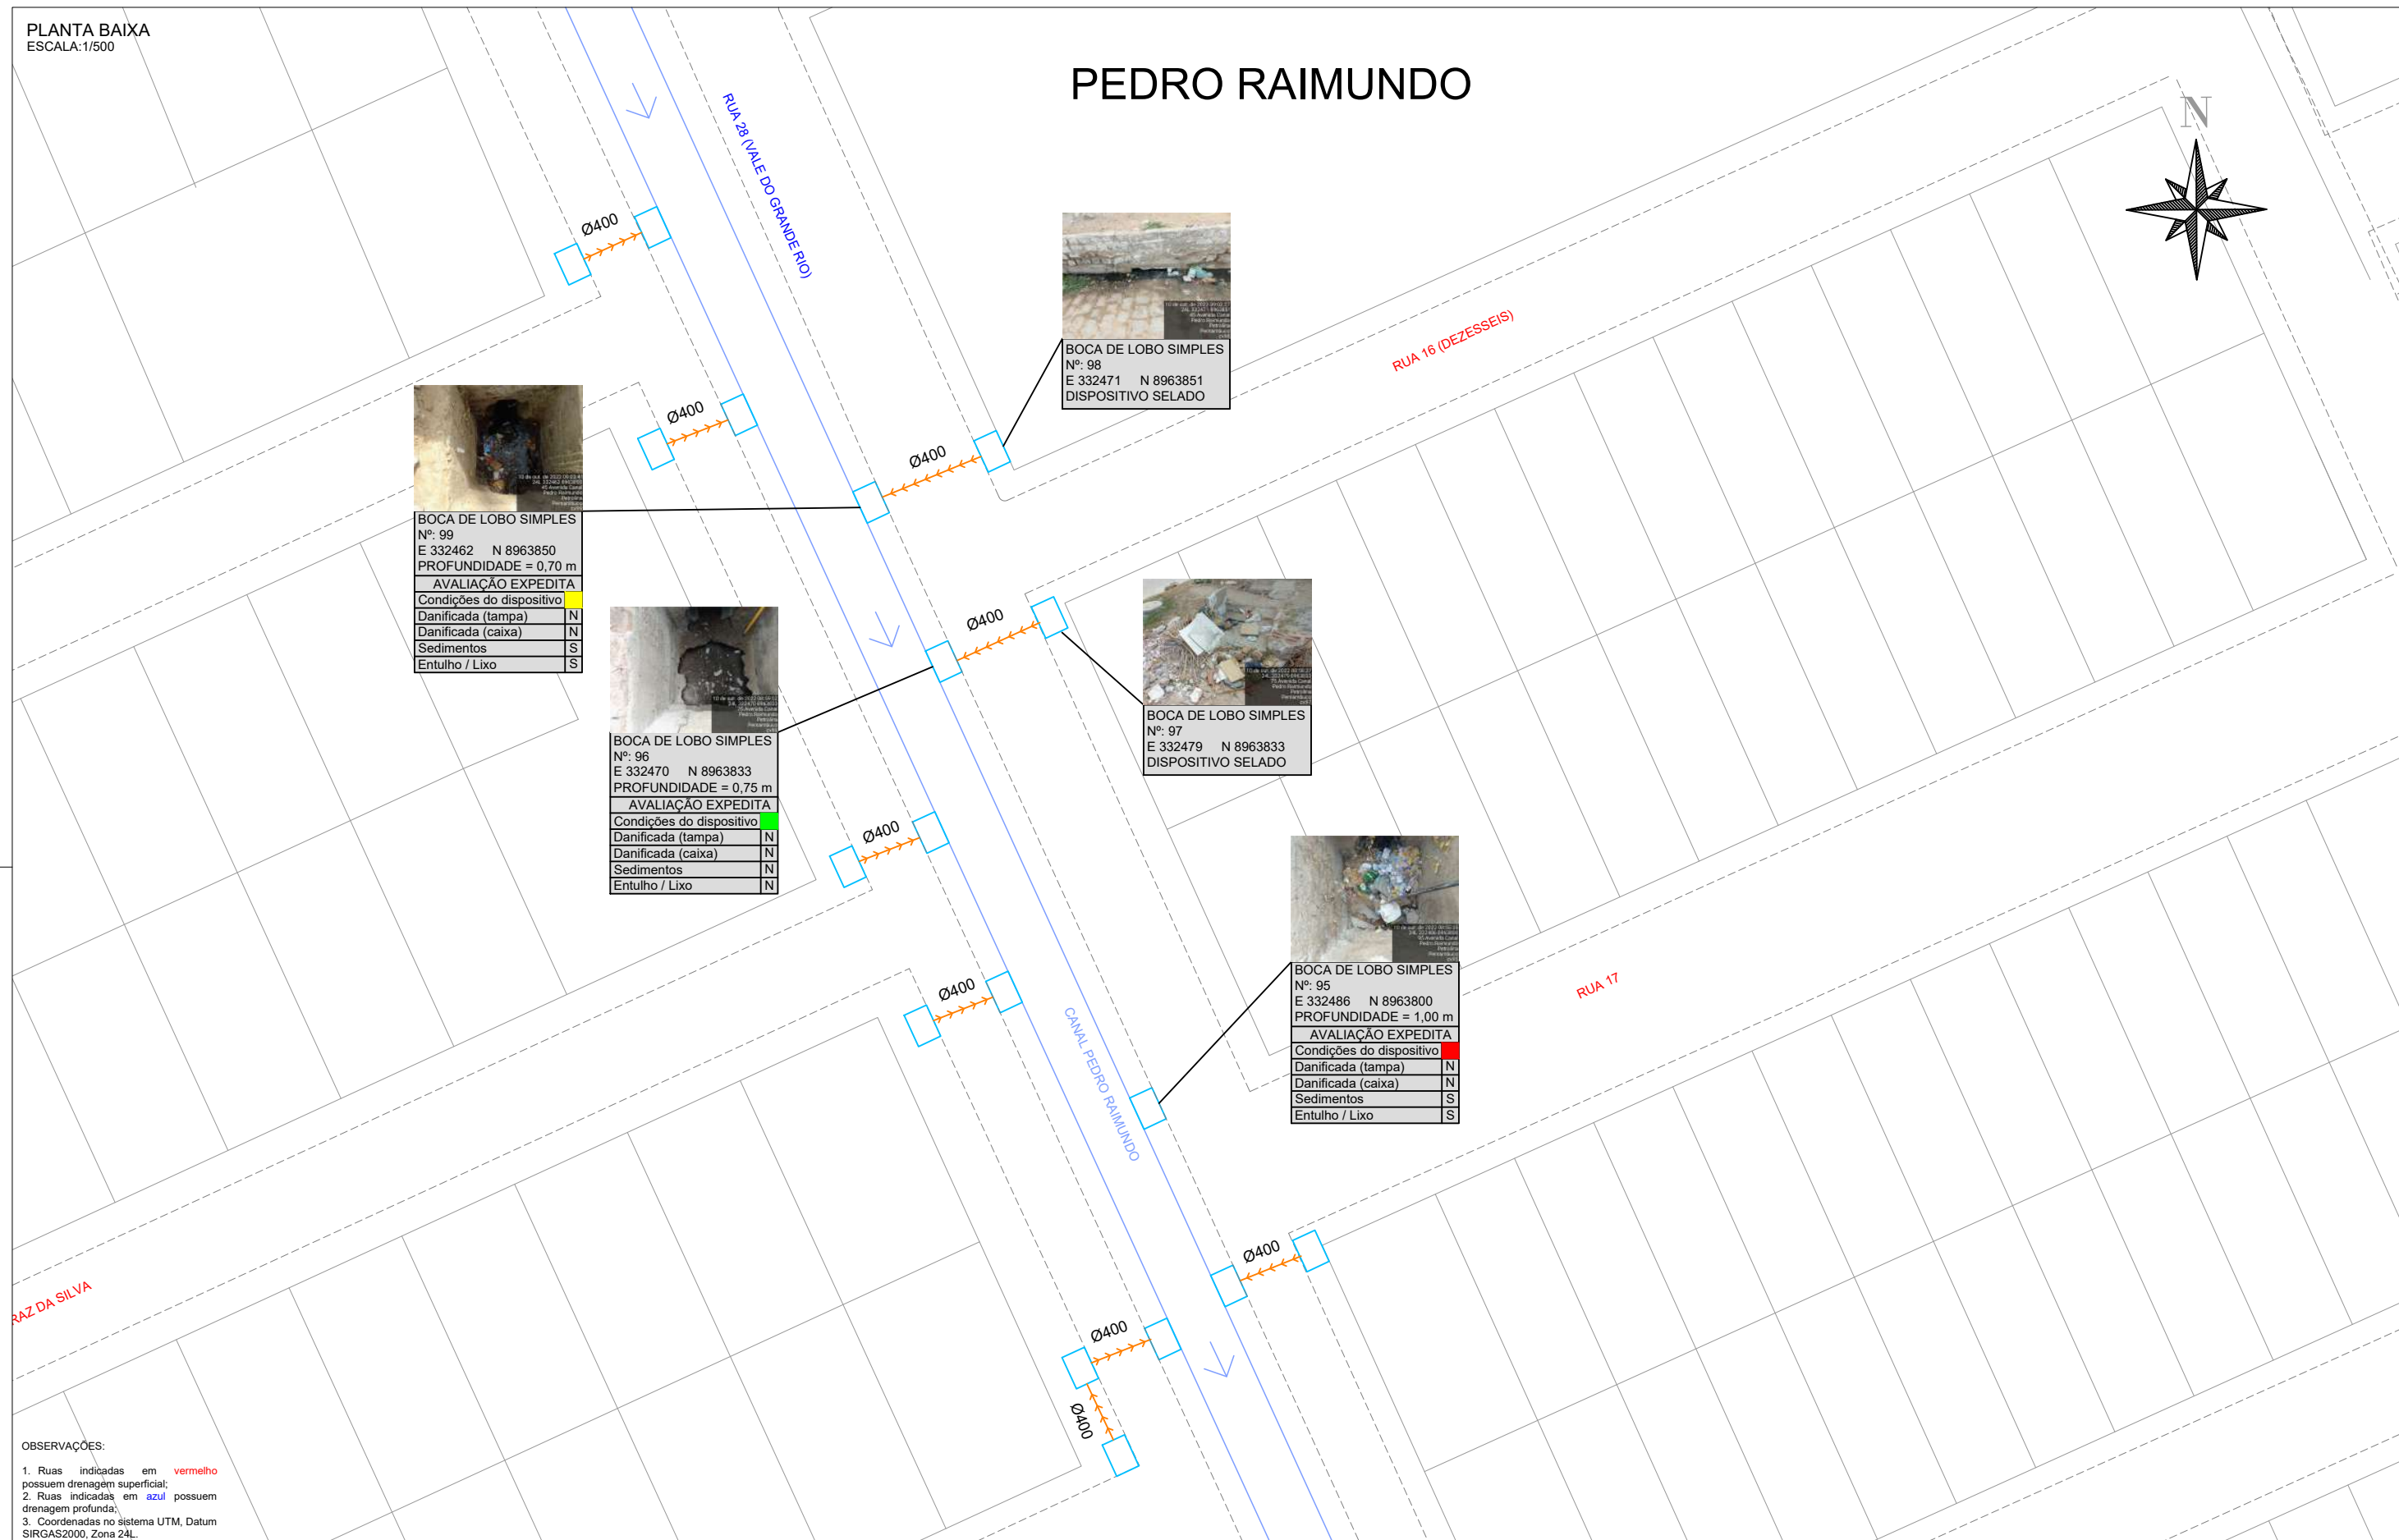 PLANTA BAIXA
ESCALA:1/500
PEDRO RAIMUNDO
N
RUA 28 (VALE DO GRANDE RIO)
Ø400
Ø400
Ø400
Ø400
Ø400
Ø400
Ø400
Ø400
Ø400
RUA 16 (DEZESSEIS)
BOCA DE LOBO SIMPLES
Nº: 98
E 332471 N 8963851
DISPOSITIVO SELADO
BOCA DE LOBO SIMPLES
Nº: 99
E 332462 N 8963850
PROFUNDIDADE = 0,70 m
AVALIAÇÃO EXPEDITA
Condições do dispositivo
Danificada (tampa) N
Danificada (caixa) N
Sedimentos S
Entulho / Lixo S
BOCA DE LOBO SIMPLES
Nº: 96
E 332470 N 8963833
PROFUNDIDADE = 0,75 m
AVALIAÇÃO EXPEDITA
Condições do dispositivo
Danificada (tampa) N
Danificada (caixa) N
Sedimentos N
Entulho / Lixo N
BOCA DE LOBO SIMPLES
Nº: 97
E 332479 N 8963833
DISPOSITIVO SELADO
BOCA DE LOBO SIMPLES
Nº: 95
E 332486 N 8963800
PROFUNDIDADE = 1,00 m
AVALIAÇÃO EXPEDITA
Condições do dispositivo
Danificada (tampa) N
Danificada (caixa) N
Sedimentos S
Entulho / Lixo S
RUA 17
CANAL PEDRO RAIMUNDO
RAZ DA SILVA
OBSERVAÇÕES:
1. Ruas indicadas em vermelho
possuem drenagem superficial;
2. Ruas indicadas em azul possuem
drenagem profunda;
3. Coordenadas no sistema UTM, Datum
SIRGAS2000, Zona 24L.